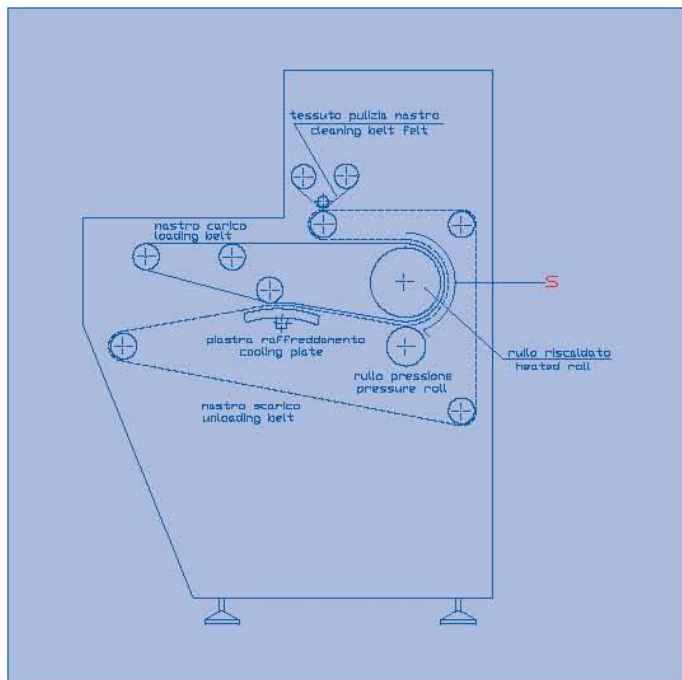 tessuto pulizia nastro
cleaning belt felt
nastro carico
loading belt
S
piastra raffreddamento
cooling plate
rullo riscaldato
heated roll
rullo pressione
pressure roll
nastro scarico
unloading belt